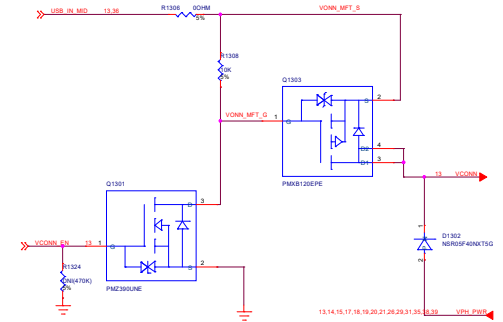 R1306 0OHM
USB_IN_MID 13,36
5%
VONN_MFT_S
R1308
10K
5%
Q1303
S 2
VONN_MFT_G 1 G
D2 4
D1 3
PMXB120EPE
13 VCONN
Q1301
D 3
VCONN_EN 13 1 G
S 2
PMZ390UNE
R1324
DNI(470K)
5%
1
D1302
NSR05F40NXT5G
2
13,14,15,17,18,19,20,21,26,29,31,35,38,39 VPH_PWR